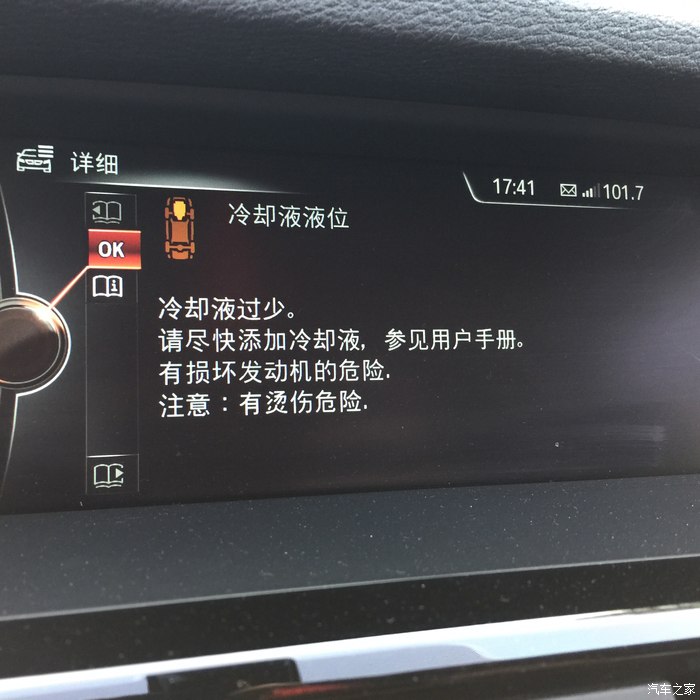 详细
17:41 101.7
冷却液液位
OK
冷却液过少。
请尽快添加冷却液，参见用户手册。
有损坏发动机的危险.
注意：有烫伤危险.
汽车之家